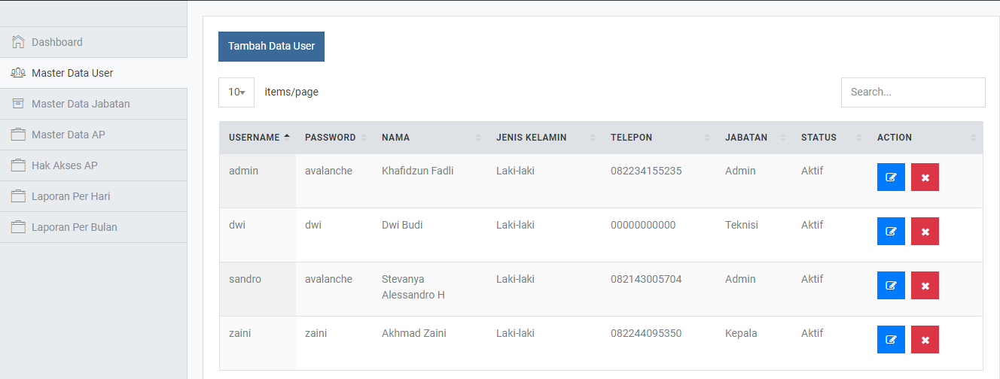 Dashboard
Master Data User
Master Data Jabatan
Master Data AP
Hak Akses AP
Laporan Per Hari
Laporan Per Bulan
Tambah Data User
10 items/page Search...
USERNAME PASSWORD NAMA JENIS KELAMIN TELEPON JABATAN STATUS ACTION
admin avalanche Khafidzun Fadli Laki-laki 082234155235 Admin Aktif
dwi dwi Dwi Budi Laki-laki 00000000000 Teknisi Aktif
sandro avalanche Stevanya Laki-laki 082143005704 Admin Aktif
Alessandro H
zaini zaini Akhmad Zaini Laki-laki 082244095350 Kepala Aktif